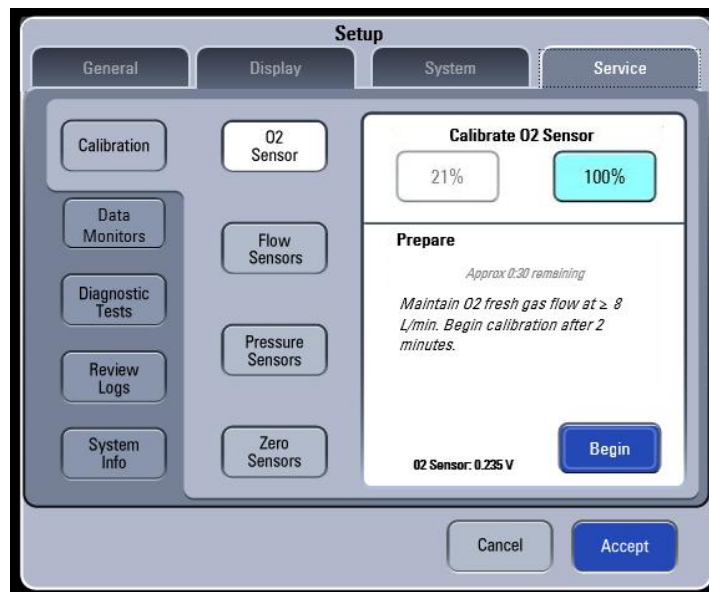 Setup
General
Display
System
Service
Calibration
Data
Monitors
Diagnostic
Tests
Review
Logs
System
Info
O2
Sensor
Flow
Sensors
Pressure
Sensors
Zero
Sensors
Calibrate O2 Sensor
21%
100%
Prepare
Approx 0:30 remaining
Maintain O2 fresh gas flow at ≥ 8
L/min. Begin calibration after 2
minutes.
O2 Sensor: 0.235 V
Begin
Cancel
Accept